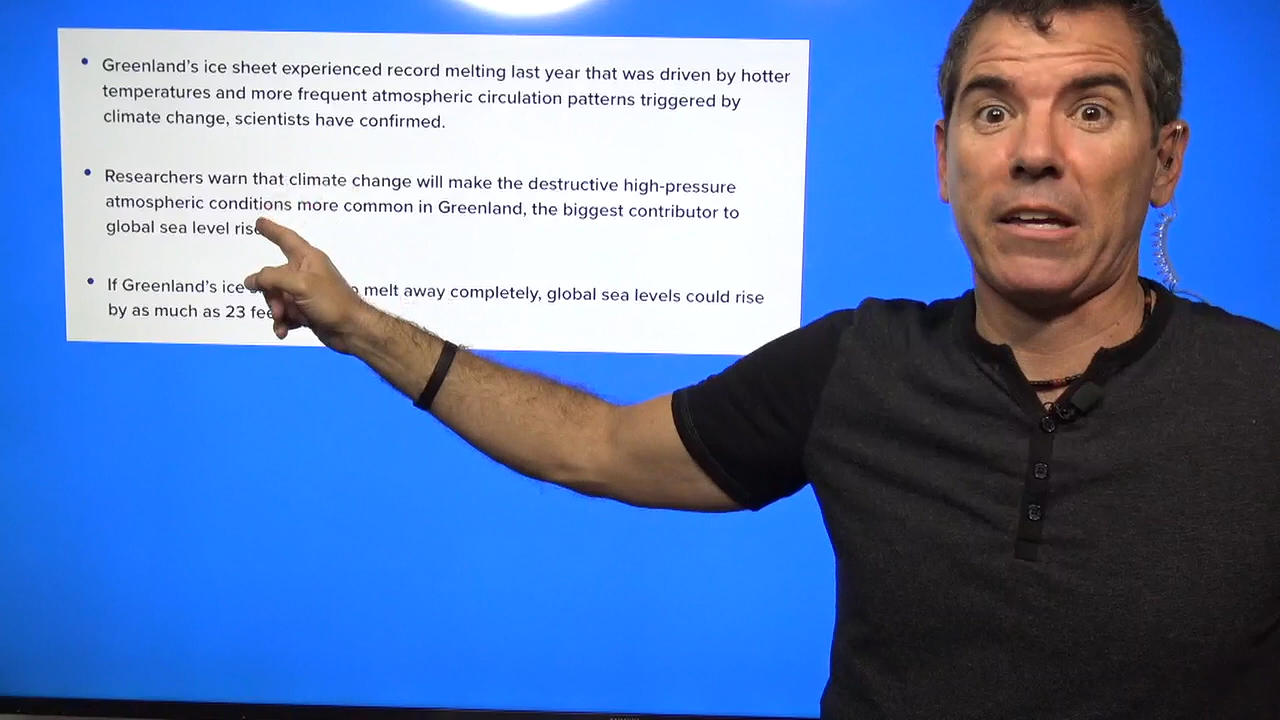 • Greenland’s ice sheet experienced record melting last year that was driven by hotter
temperatures and more frequent atmospheric circulation patterns triggered by
climate change, scientists have confirmed.
• Researchers warn that climate change will make the destructive high-pressure
atmospheric conditions more common in Greenland, the biggest contributor to
global sea level rise
• If Greenland’s ice melt away completely, global sea levels could rise
by as much as 23 fee